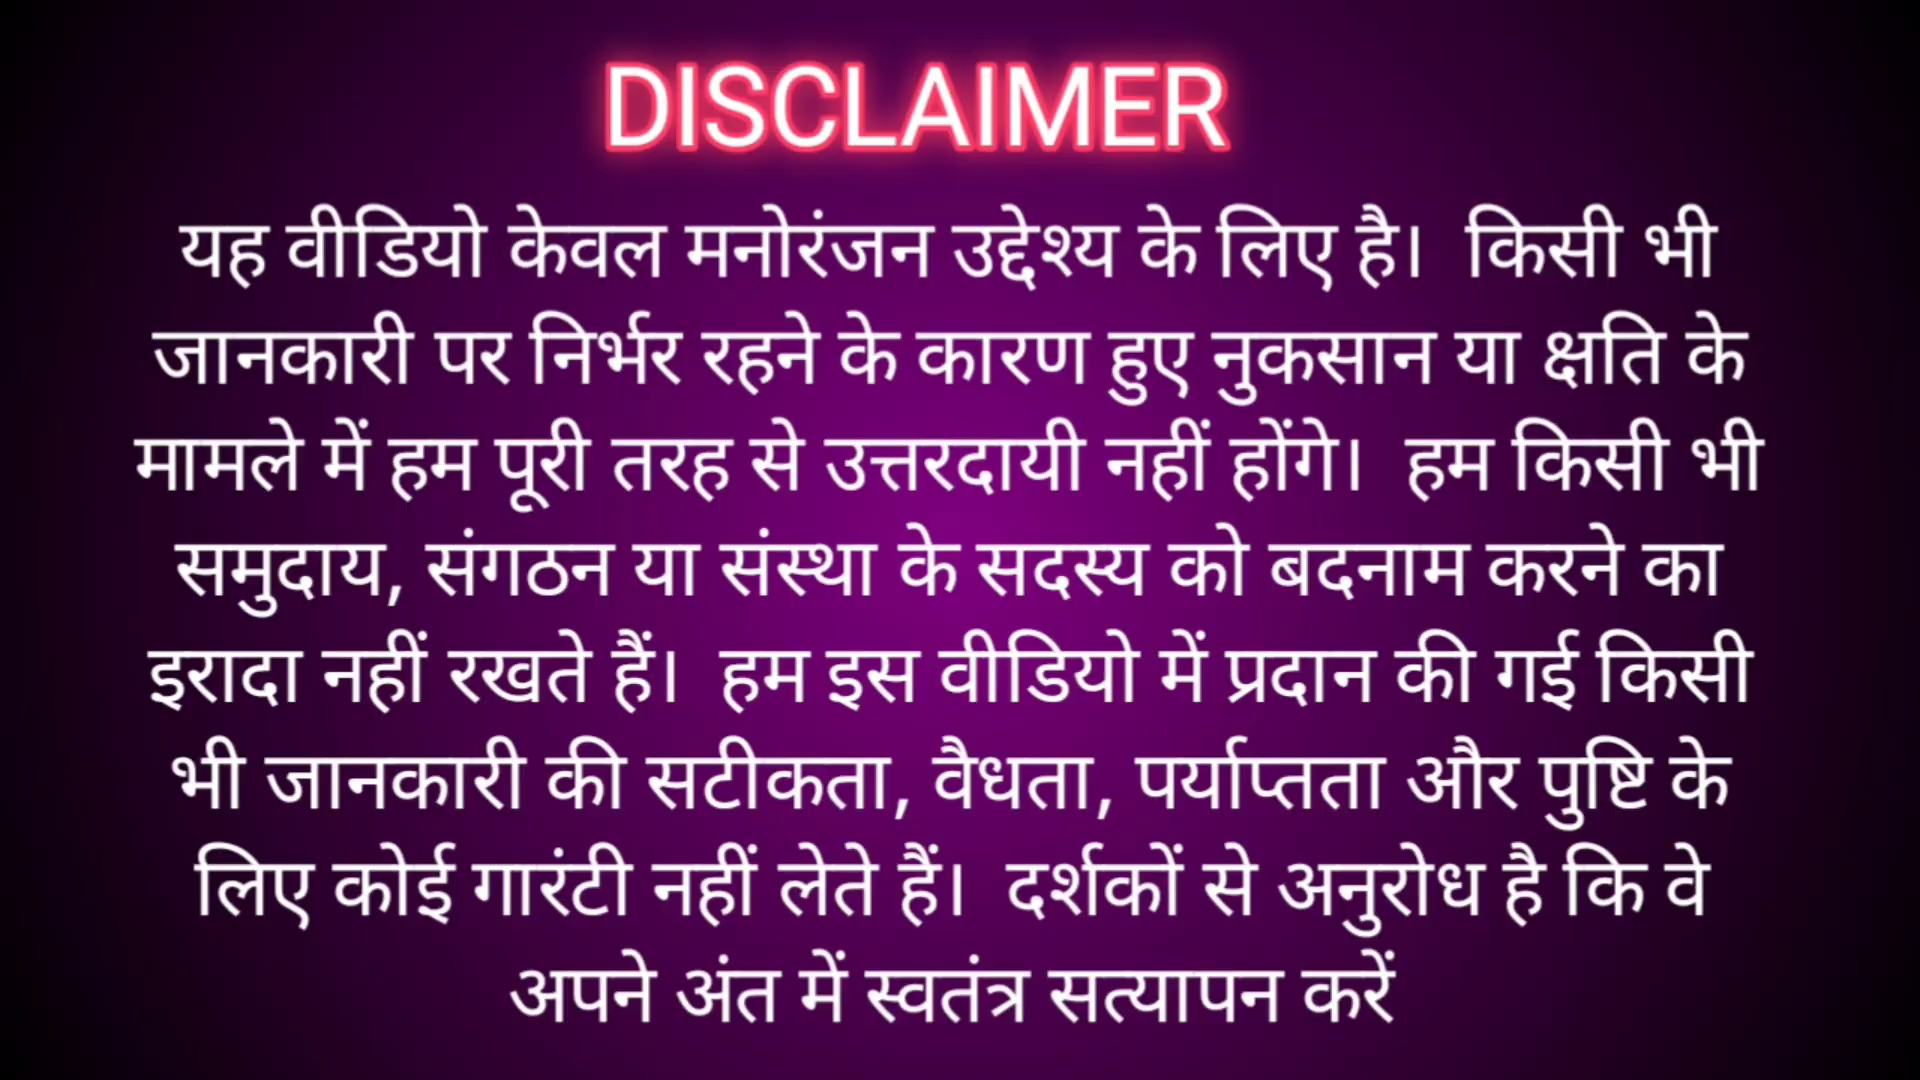 DISCLAIMER
यह वीडियो केवल मनोरंजन उद्देश्य के लिए है। किसी भी
जानकारी पर निर्भर रहने के कारण हुए नुकसान या क्षति के
मामले में हम पूरी तरह से उत्तरदायी नहीं होंगे। हम किसी भी
समुदाय, संगठन या संस्था के सदस्य को बदनाम करने का
इरादा नहीं रखते हैं। हम इस वीडियो में प्रदान की गई किसी
भी जानकारी की सटीकता, वैधता, पर्याप्तता और पुष्टि के
लिए कोई गारंटी नहीं लेते हैं। दर्शकों से अनुरोध है कि वे
अपने अंत में स्वतंत्र सत्यापन करें